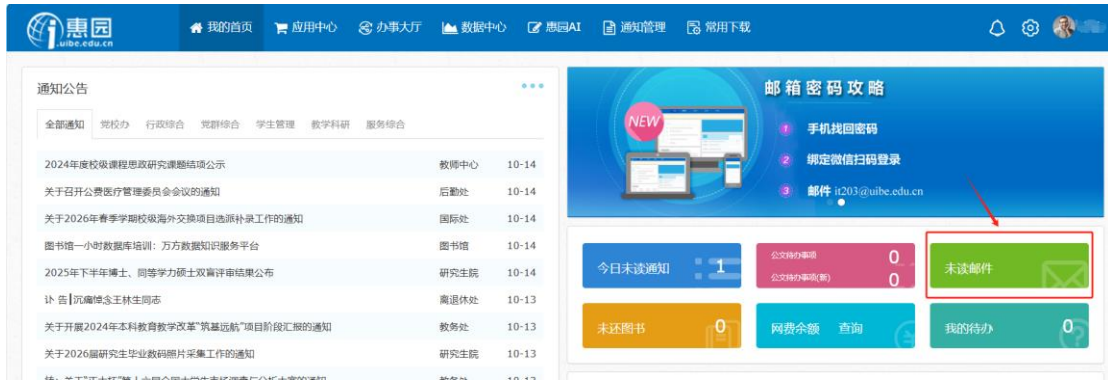 惠园
.uibe.edu.cn
我的首页 应用中心 办事大厅 数据中心 惠园AI 通知管理 常用下载
通知公告
全部通知 党校办 行政综合 党群综合 学生管理 教学科研 服务综合
2024年度校级课程思政研究课题结项公示 教师中心 10-14
关于召开公费医疗管理委员会会议的通知 后勤处 10-14
关于2026年春季学期校级海外交换项目选派补录工作的通知 国际处 10-14
图书馆一小时数据库培训：万方数据知识服务平台 图书馆 10-14
2025年下半年博士、同等学力硕士双盲评审结果公布 研究生院 10-14
讣 告┃沉痛悼念王林生同志 离退休处 10-13
关于开展2024年本科教育教学改革“筑基远航”项目阶段汇报的通知 教务处 10-13
关于2026届研究生毕业数码照片采集工作的通知 研究生院 10-13
邮箱密码攻略
NEW
1 手机找回密码
2 绑定微信扫码登录
3 邮件 it203@uibe.edu.cn
今日未读通知 1
公文待办事项 0
公文待办事项(新) 0
未读邮件
未还图书 0
网费余额 查询
我的待办 0